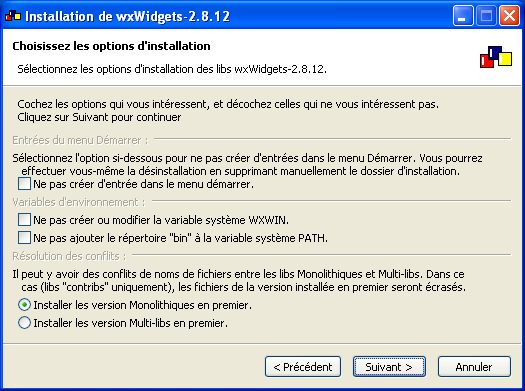 Installation de wxWidgets-2.8.12
Choisissez les options d'installation
Sélectionnez les options d'installation des libs wxWidgets-2.8.12.
Cochez les options qui vous intéressent, et décochez celles qui ne vous intéressent pas.
Cliquez sur Suivant pour continuer
Entrées du menu Démarrer :
Sélectionnez l'option si-dessous pour ne pas créer d'entrées dans le menu Démarrer. Vous pourrez
effectuer vous-même la désinstallation en supprimant manuellement le dossier d'installation.
Ne pas créer d'entrée dans le menu démarrer.
Variables d'environnement :
Ne pas créer ou modifier la variable système WXWIN.
Ne pas ajouter le répertoire "bin" à la variable système PATH.
Résolution des conflits :
Il peut y avoir des conflits de noms de fichiers entre les libs Monolithiques et Multi-libs. Dans ce
cas (libs "contribs" uniquement), les fichiers de la version installée en premier seront écrasés.
Installer les version Monolithiques en premier.
Installer les version Multi-libs en premier.
< Précédent
Suivant >
Annuler